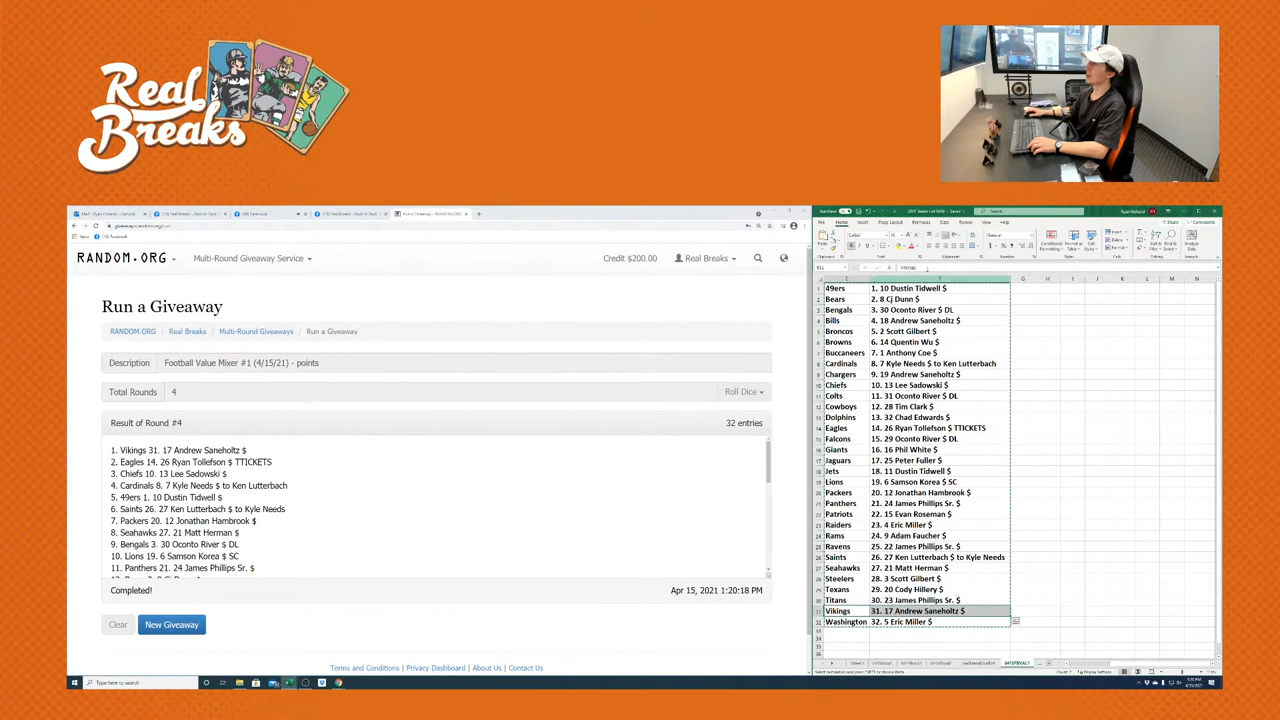 Real
Breaks
RANDOM.ORG
Multi-Round Giveaway Service
Credit $200.00
Real Breaks
Run a Giveaway
RANDOM.ORG
Real Breaks
Multi-Round Giveaways
Run a Giveaway
Description
Football Value Mixer #1 (4/15/21) - points
Total Rounds
4
Roll Dice
Result of Round #4
32 entries
1. Vikings 31. 17 Andrew Saneholtz $
2. Eagles 14. 26 Ryan Tollefson $ TTICKETS
3. Chiefs 10. 13 Lee Sadowski $
4. Cardinals 8. 7 Kyle Needs $ to Ken Lutterbach
5. 49ers 1. 10 Dustin Tidwell $
6. Saints 26. 27 Ken Lutterbach $ to Kyle Needs
7. Packers 20. 12 Jonathan Hambrook $
8. Seahawks 27. 21 Matt Herman $
9. Bengals 3. 30 Oconto River $ DL
10. Lions 19. 6 Samson Korea $ SC
11. Panthers 21. 24 James Phillips Sr. $
Completed!
Apr 15, 2021 1:20:18 PM
Clear
New Giveaway
Terms and Conditions | Privacy Dashboard | About Us | Contact Us
Type here to search
49ers 1. 10 Dustin Tidwell $
Bears 2. 8 Cj Dunn $
Bengals 3. 30 Oconto River $ DL
Bills 4. 18 Andrew Saneholtz $
Broncos 5. 2 Scott Gilbert $
Browns 6. 14 Quentin Wu $
Buccaneers 7. 1 Anthony Coe $
Cardinals 8. 7 Kyle Needs $ to Ken Lutterbach
Chargers 9. 19 Andrew Saneholtz $
Chiefs 10. 13 Lee Sadowski $
Colts 11. 31 Oconto River $ DL
Cowboys 12. 28 Tim Clark $
Dolphins 13. 32 Chad Edwards $
Eagles 14. 26 Ryan Tollefson $ TTICKETS
Falcons 15. 29 Oconto River $ DL
Giants 16. 16 Phil White $
Jaguars 17. 25 Peter Fuller $
Jets 18. 11 Dustin Tidwell $
Lions 19. 6 Samson Korea $ SC
Packers 20. 12 Jonathan Hambrook $
Panthers 21. 24 James Phillips Sr. $
Patriots 22. 15 Evan Roseman $
Raiders 23. 4 Eric Miller $
Rams 24. 9 Adam Faucher $
Ravens 25. 22 James Phillips Sr. $
Saints 26. 27 Ken Lutterbach $ to Kyle Needs
Seahawks 27. 21 Matt Herman $
Steelers 28. 3 Scott Gilbert $
Texans 29. 20 Cody Hillery $
Titans 30. 23 James Phillips Sr. $
Vikings 31. 17 Andrew Saneholtz $
Washington 32. 5 Eric Miller $